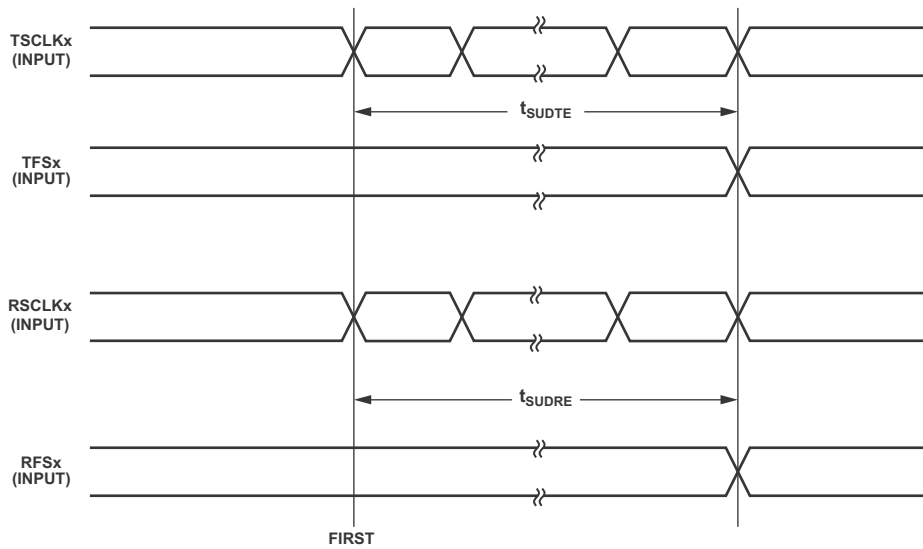 TSCLKx
(INPUT)
tSUDTE
TFSx
(INPUT)
RSCLKx
(INPUT)
tSUDRE
RFSx
(INPUT)
FIRST